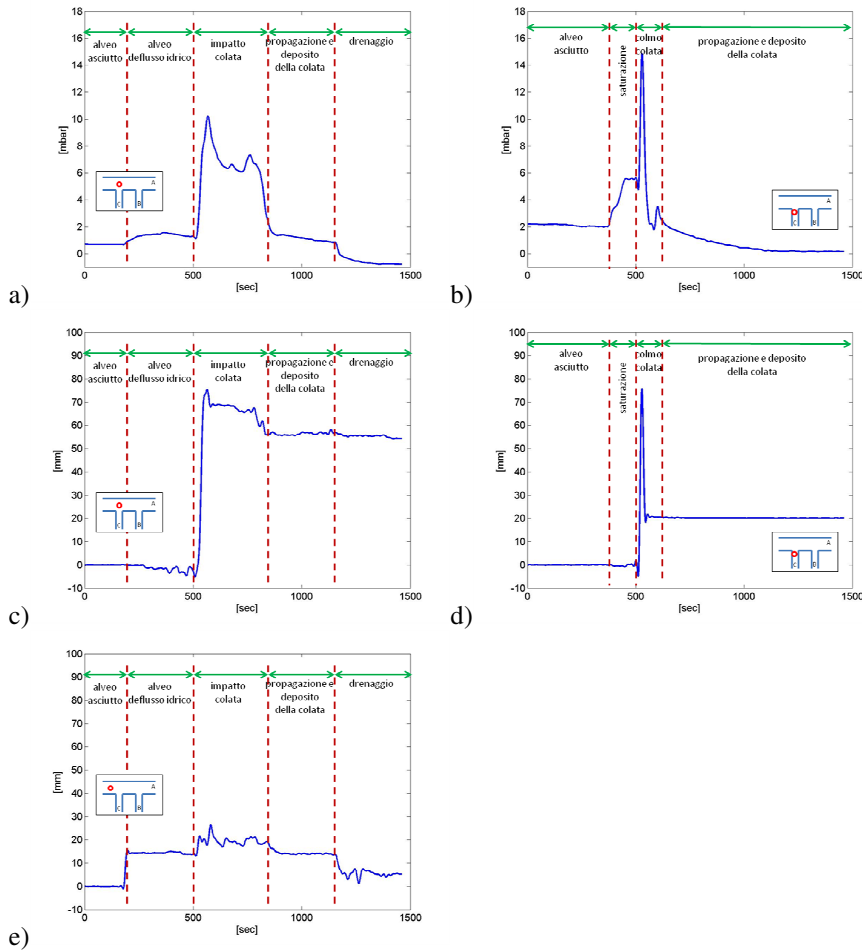 18
16
14
12
10
8
6
4
2
0
[mbar]
alveo
asciutto
alveo
deflusso idrico
impatto
colata
propagazione e
deposito
della colata
drenaggio
A
C
B
0
500
1000
1500
[sec]
a)
18
16
14
12
10
8
6
4
2
0
[mbar]
alveo
asciutto
saturazione
colmo
colata
propagazione e deposito
della colata
A
C
B
0
500
1000
1500
[sec]
b)
100
90
80
70
60
50
40
30
20
10
0
-10
[mm]
alveo
asciutto
alveo
deflusso idrico
impatto
colata
propagazione e
deposito
della colata
drenaggio
A
C
B
0
500
1000
1500
[sec]
c)
100
90
80
70
60
50
40
30
20
10
0
-10
[mm]
alveo
asciutto
saturazione
colmo
colata
propagazione e deposito
della colata
A
C
B
0
500
1000
1500
[sec]
d)
100
90
80
70
60
50
40
30
20
10
0
-10
[mm]
alveo
asciutto
alveo
deflusso idrico
impatto
colata
propagazione e
deposito
della colata
drenaggio
A
C
B
0
500
1000
1500
[sec]
e)